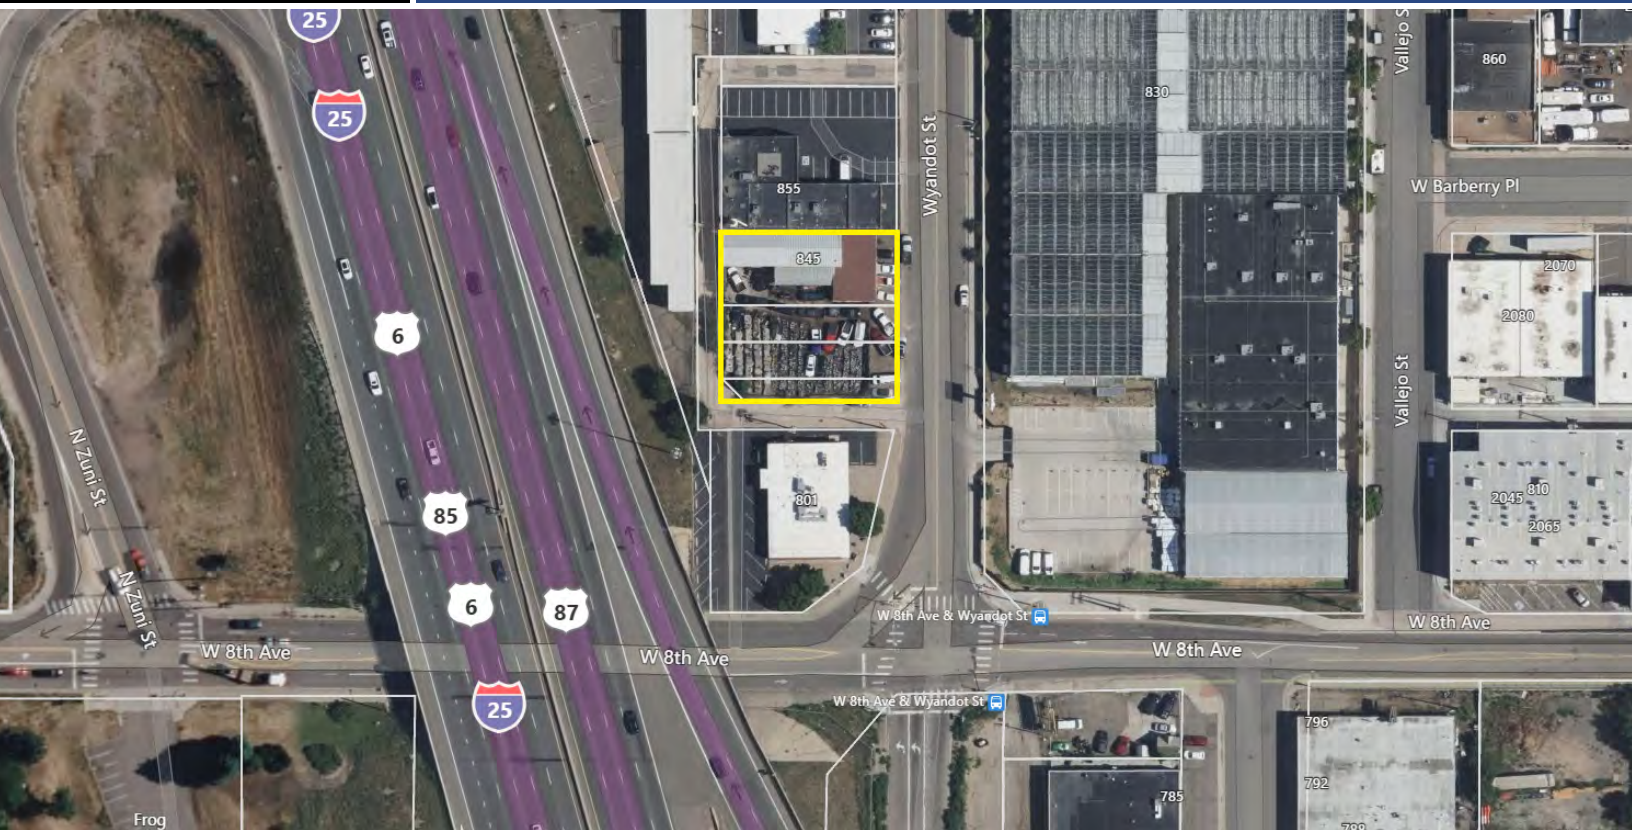 25
25
Vallejo S
860
830
Wyandot St
W Barberry Pl
855
845
2070
6
2080
Vallejo St
N Zuni St
801
85
810
2045
2065
N Zuni St
6
87
W 8th Ave & Wyandot St
W 8th Ave
W 8th Ave
W 8th Ave
W 8th Ave
25
W 8th Ave & Wyandot St
796
792
785
Frog
788